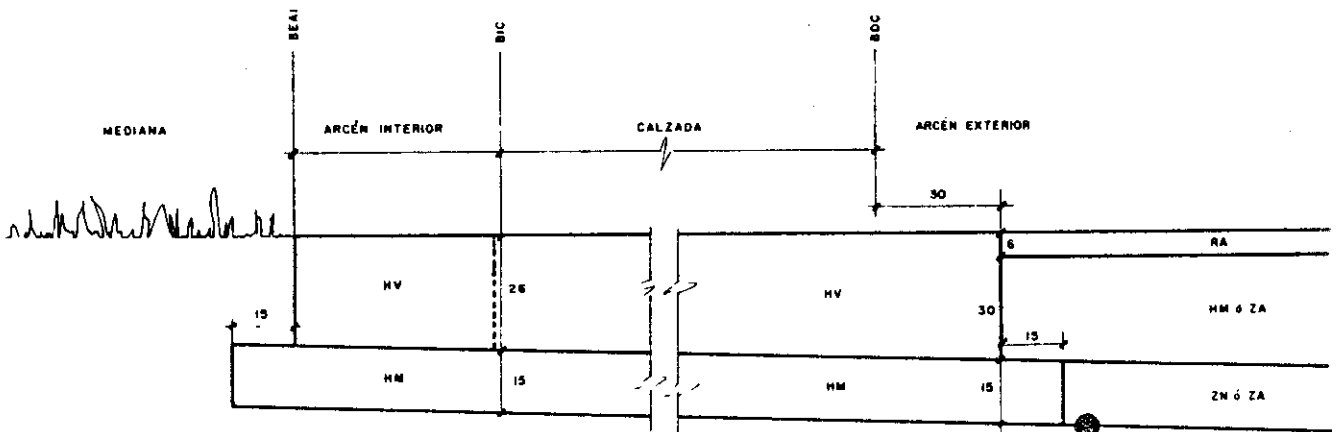 BEAI
BIC
BDC
MEDIANA
ARCÉN INTERIOR
CALZADA
ARCÉN EXTERIOR
30
6
RA
HV
26
HV
30
HM ó ZA
15
15
HM
15
HM
15
ZN ó ZA